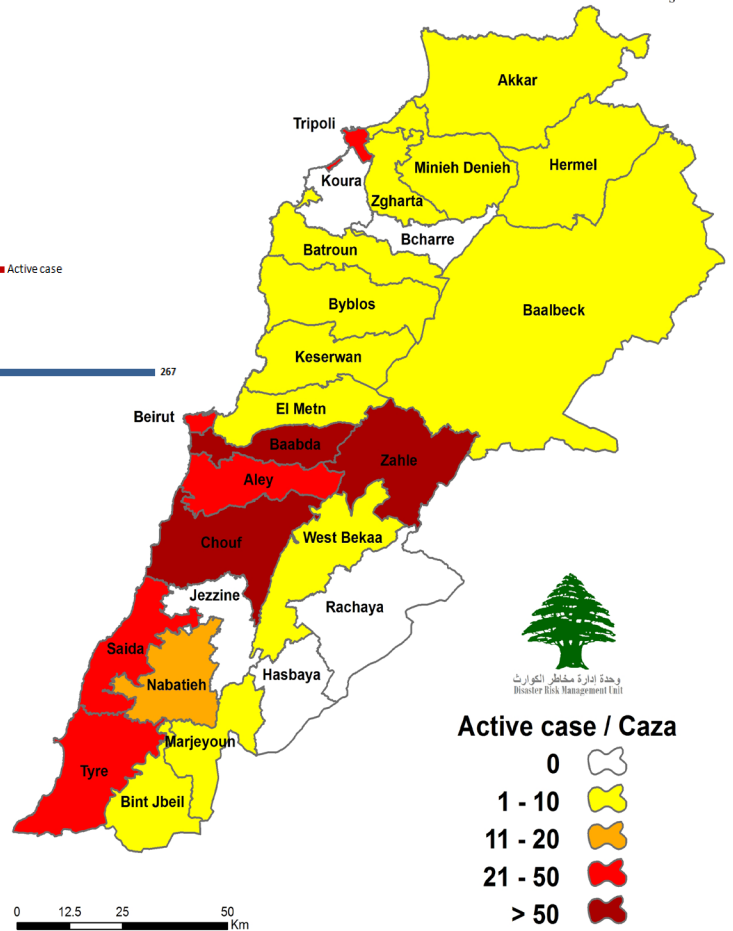 Akkar
Tripoli
Minieh Denieh
Hermel
Koura
Zgharta
Bcharre
Batroun
Active case
Byblos
Baalbeck
Keserwan
267
El Metn
Beirut
Baabda
Zahle
Aley
West Bekaa
Chouf
Jezzine
Rachaya
Saida
Hasbaya
Nabatieh
وحدة إدارة مخاطر الكوارث
Disaster Risk Management Unit
Marjeyoun
Tyre
Bint Jbeil
Active case / Caza
0
1 - 10
11 - 20
21 - 50
> 50
0 12.5 25 50
Km